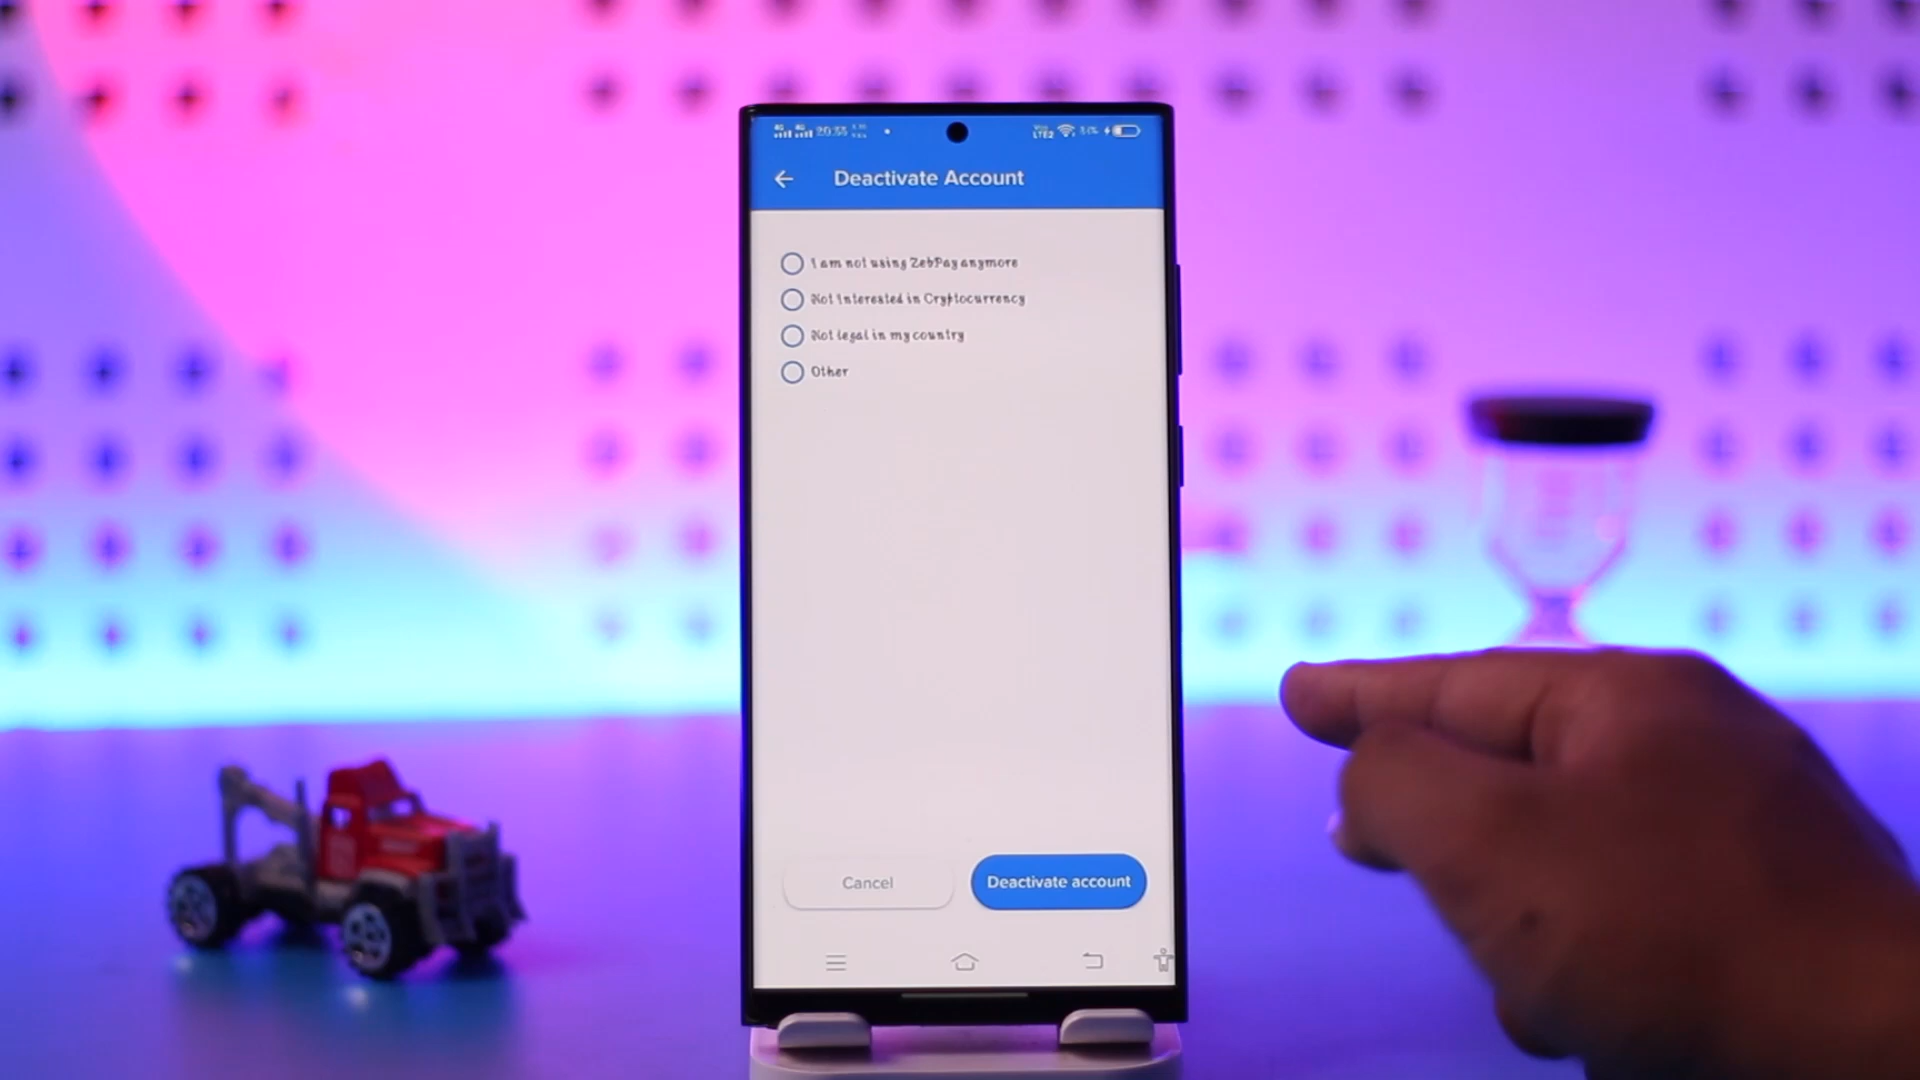 Deactivate Account
I am not using ZebPay anymore
Not Interested in Cryptocurrency
Not legal in my country
Other
Cancel
Deactivate account